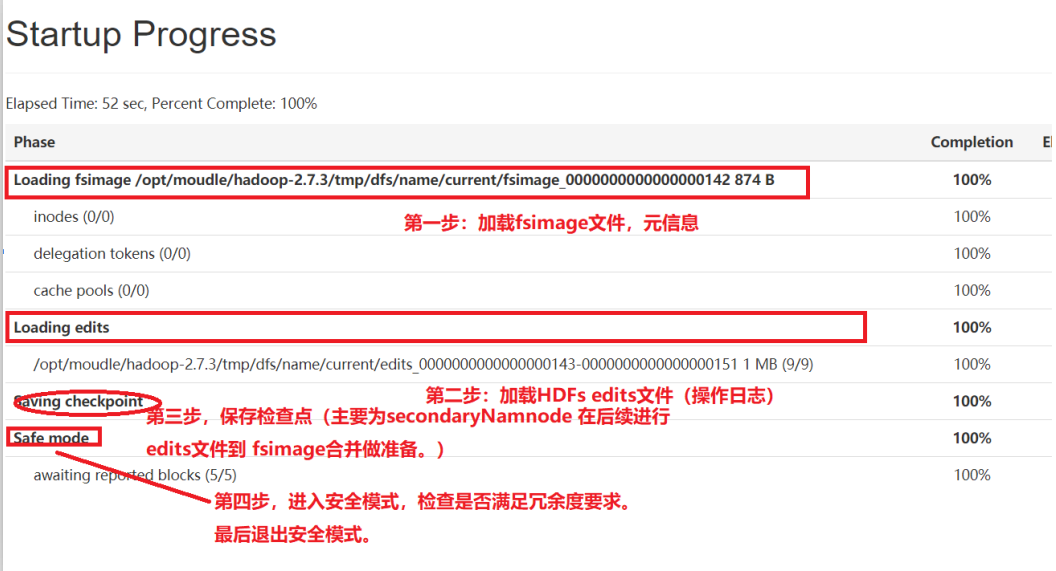 Startup Progress
Elapsed Time: 52 sec, Percent Complete: 100%
Phase Completion
Loading fsimage /opt/moudle/hadoop-2.7.3/tmp/dfs/name/current/fsimage_0000000000000000142 874 B 100%
inodes (0/0) 100%
第一步：加载fsimage文件，元信息
delegation tokens (0/0) 100%
cache pools (0/0) 100%
Loading edits 100%
/opt/moudle/hadoop-2.7.3/tmp/dfs/name/current/edits_0000000000000000143-0000000000000000151 1 MB (9/9) 100%
第二步：加载HDFs edits文件（操作日志）
Saving checkpoint 100%
第三步，保存检查点（主要为secondaryNamnode 在后续进行
edits文件到 fsimage合并做准备。）
Safe mode 100%
awaiting reported blocks (5/5) 100%
第四步，进入安全模式，检查是否满足冗余度要求。
最后退出安全模式。